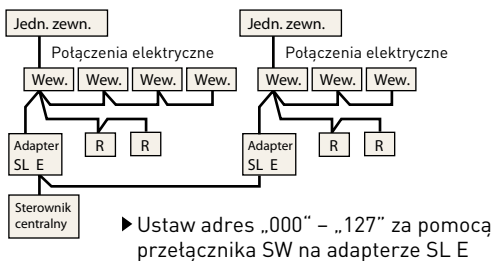 Jedn. zewn.
Jedn. zewn.
Połączenia elektryczne
Połączenia elektryczne
Wew.
Wew.
Wew.
Wew.
Wew.
Wew.
Wew.
Adapter
SL E
R
R
Adapter
SL E
R
R
Sterownik
centralny
▶ Ustaw adres „000“ – „127” za pomocą
przełącznika SW na adapterze SL E